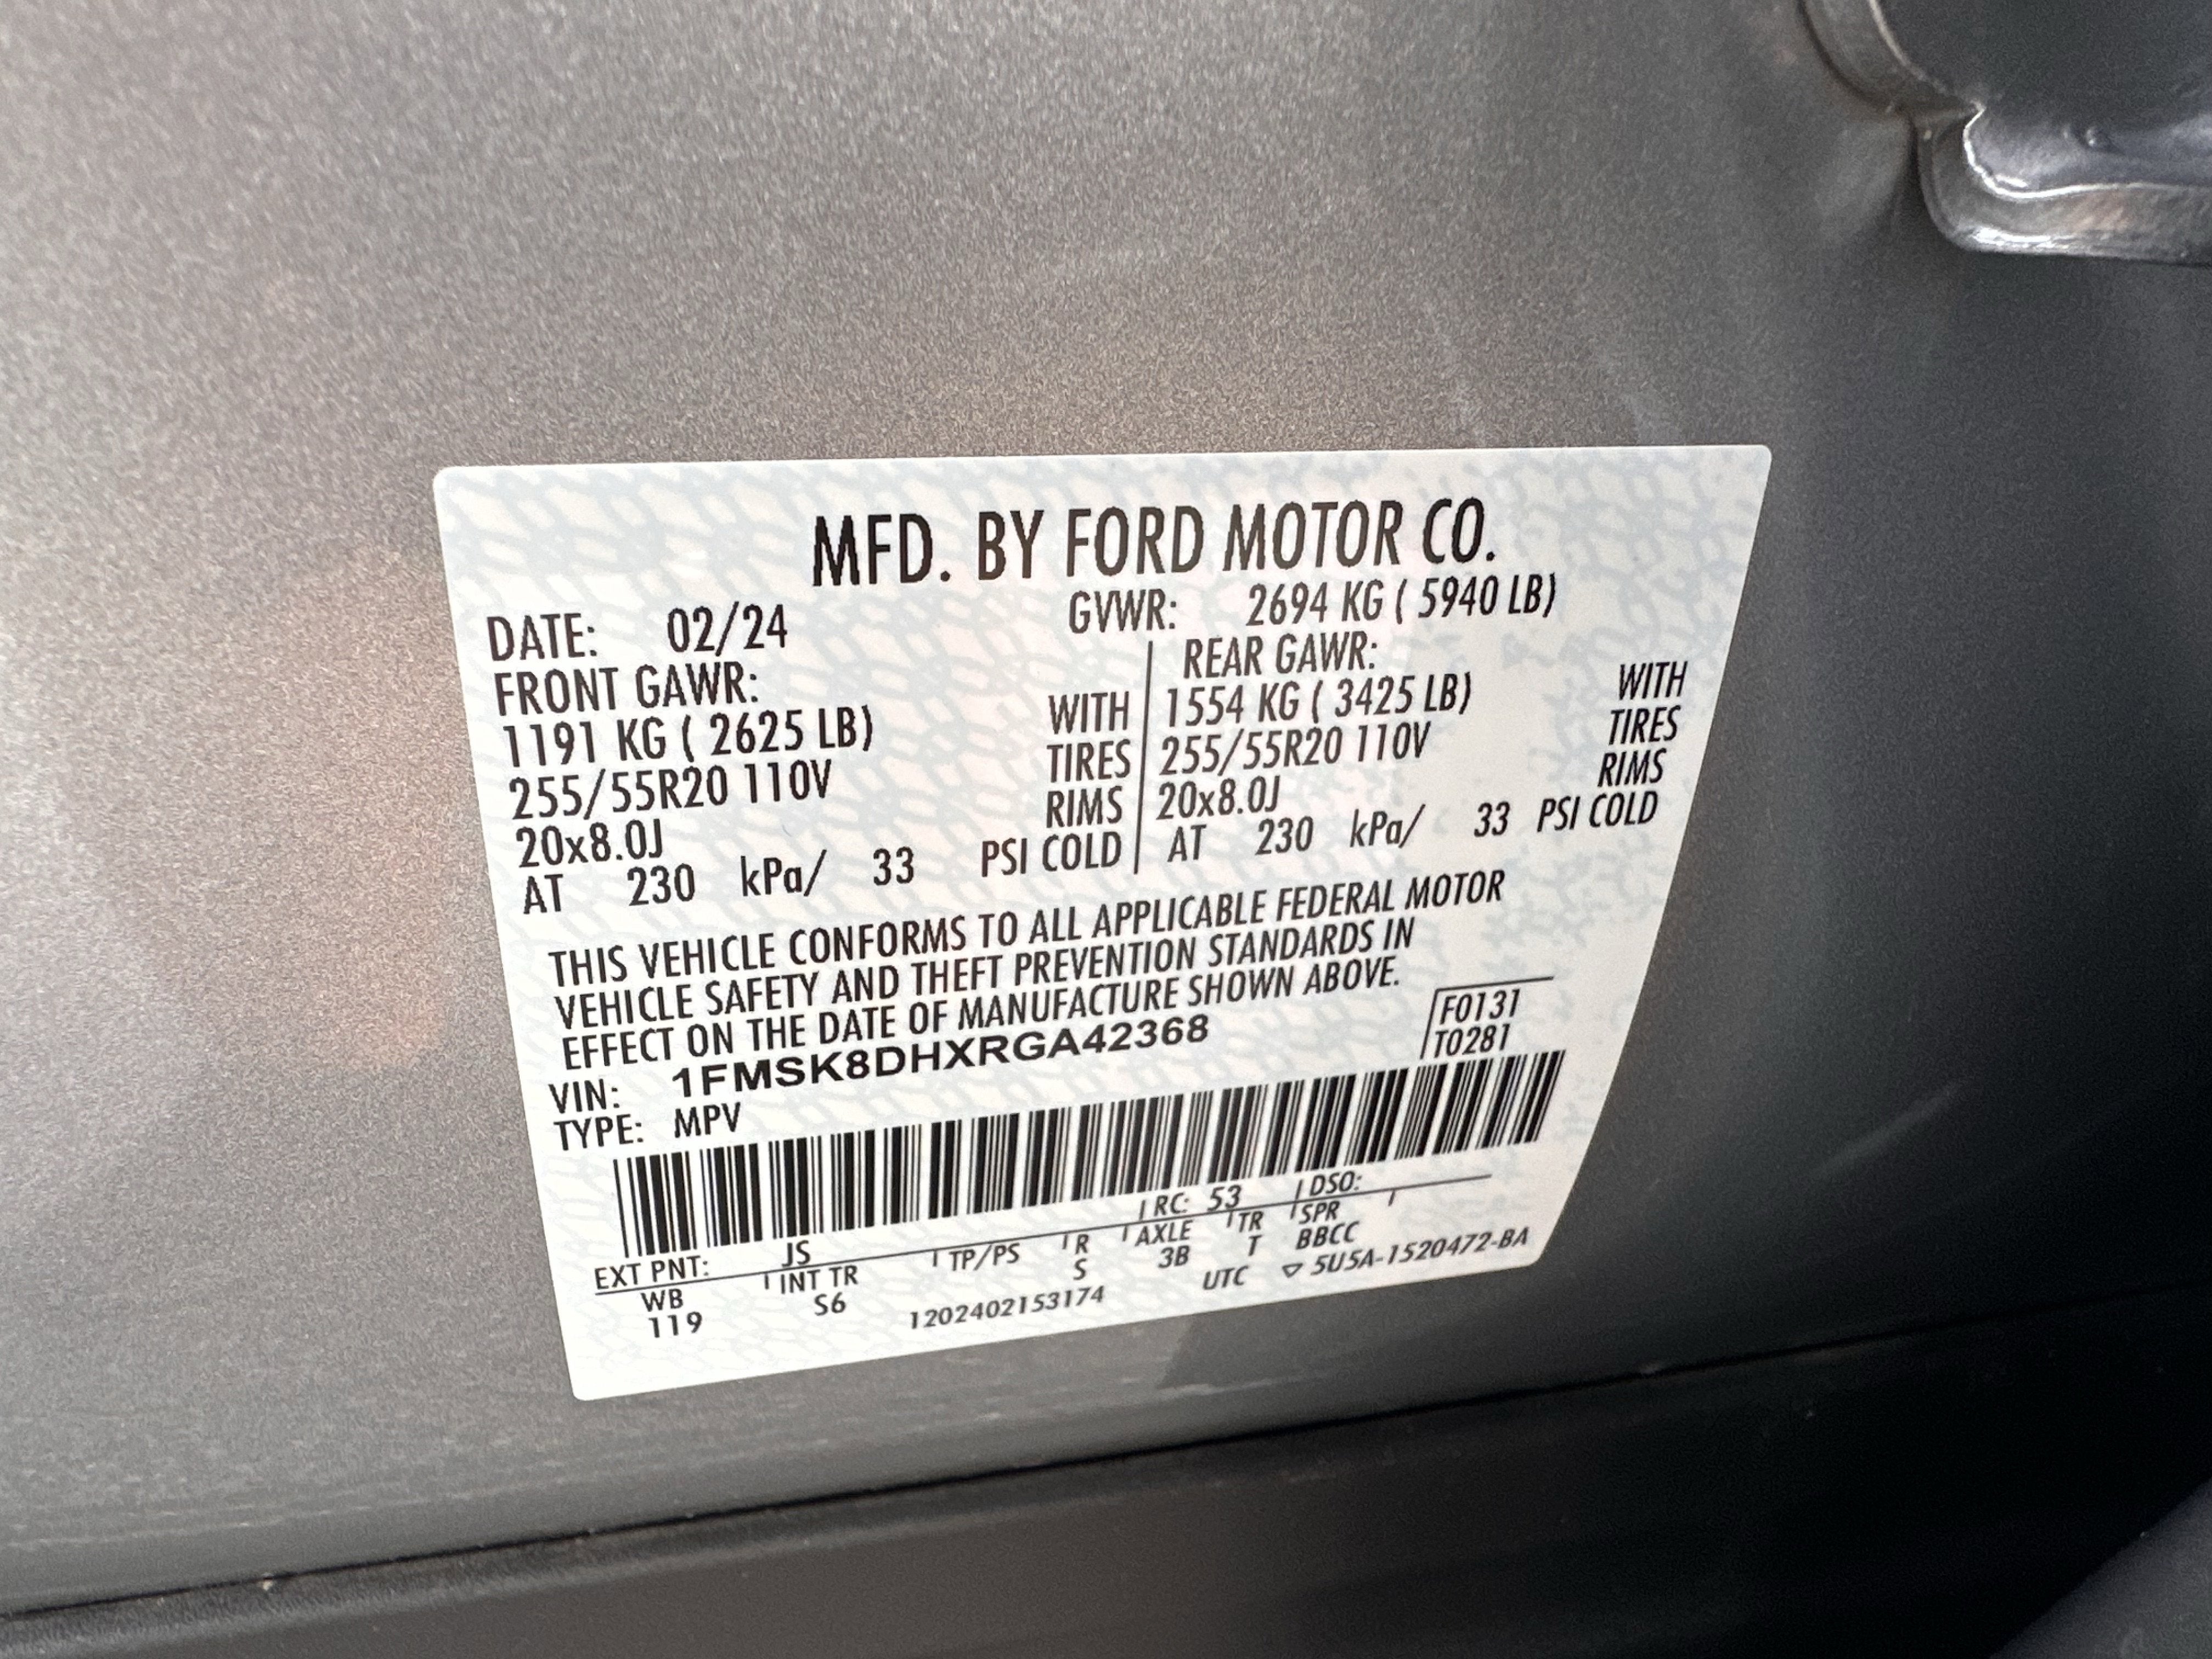 MFD. BY FORD MOTOR CO.
DATE: 02/24 GVWR: 2694 KG ( 5940 LB)
FRONT GAWR: REAR GAWR:
1191 KG ( 2625 LB) WITH 1554 KG ( 3425 LB) WITH
255/55R20 110V TIRES 255/55R20 110V TIRES
20x8.0J RIMS 20x8.0J RIMS
AT 230 kPa/ 33 PSI COLD AT 230 kPa/ 33 PSI COLD
THIS VEHICLE CONFORMS TO ALL APPLICABLE FEDERAL MOTOR
VEHICLE SAFETY AND THEFT PREVENTION STANDARDS IN
EFFECT ON THE DATE OF MANUFACTURE SHOWN ABOVE.
VIN: 1FMSK8DHXRGA42368 F0131
TYPE: MPV T0281
EXT PNT: JS RC: 53 DSO:
WB INT TR TP/PS R AXLE TR SPR
119 S6 S 3B T BBCC
1202402153174 UTC ▽ 5U5A-1520472-BA